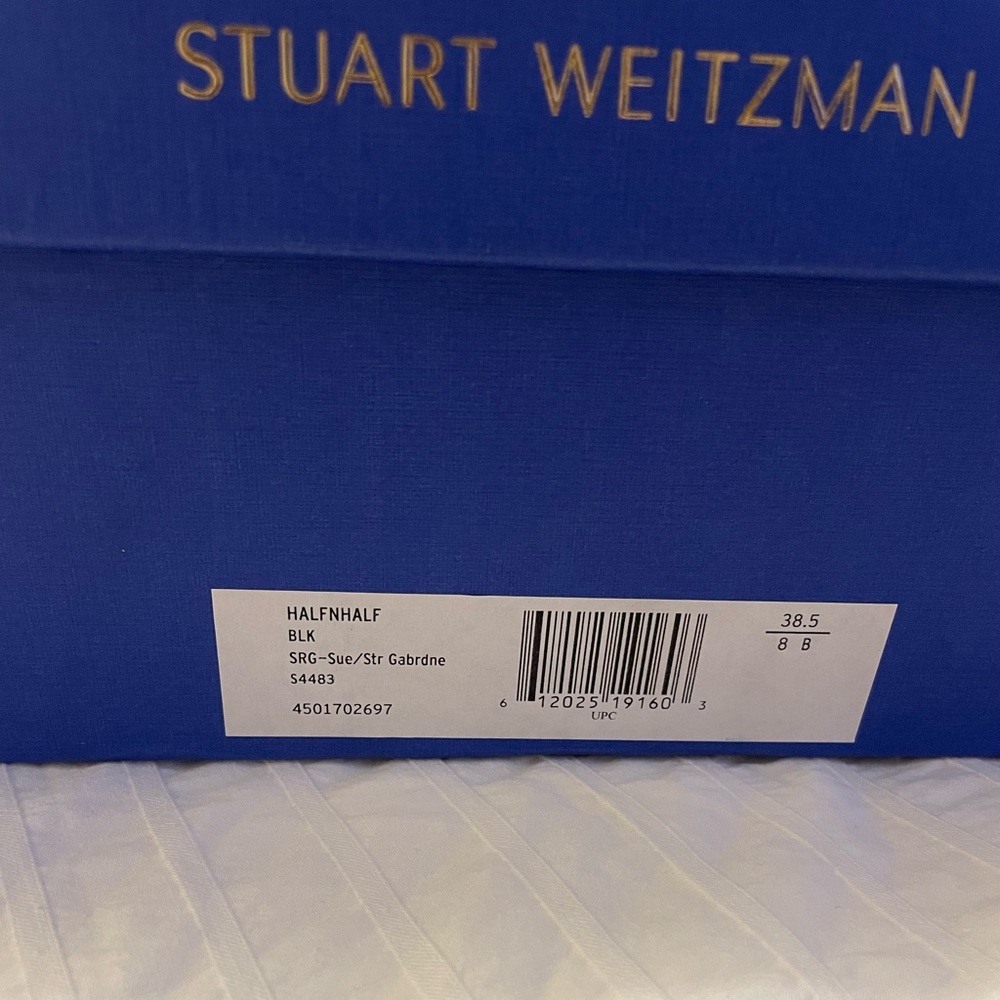 STUART WEITZMAN
HALFNHALF
BLK
SRG-Sue/Str Gabrdne
S4483
4501702697
6 12025 19160 3
UPC
38.5
8 B